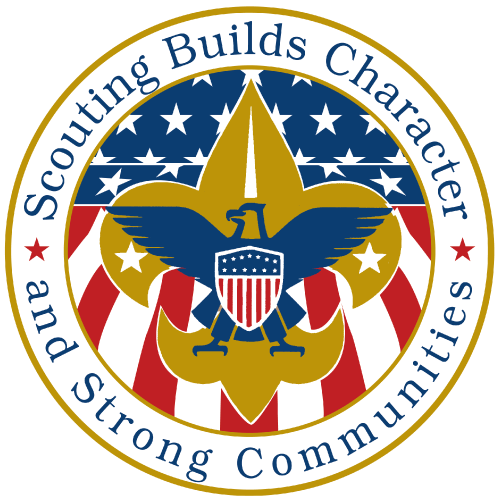 Scouting Builds Character
and Strong Communities